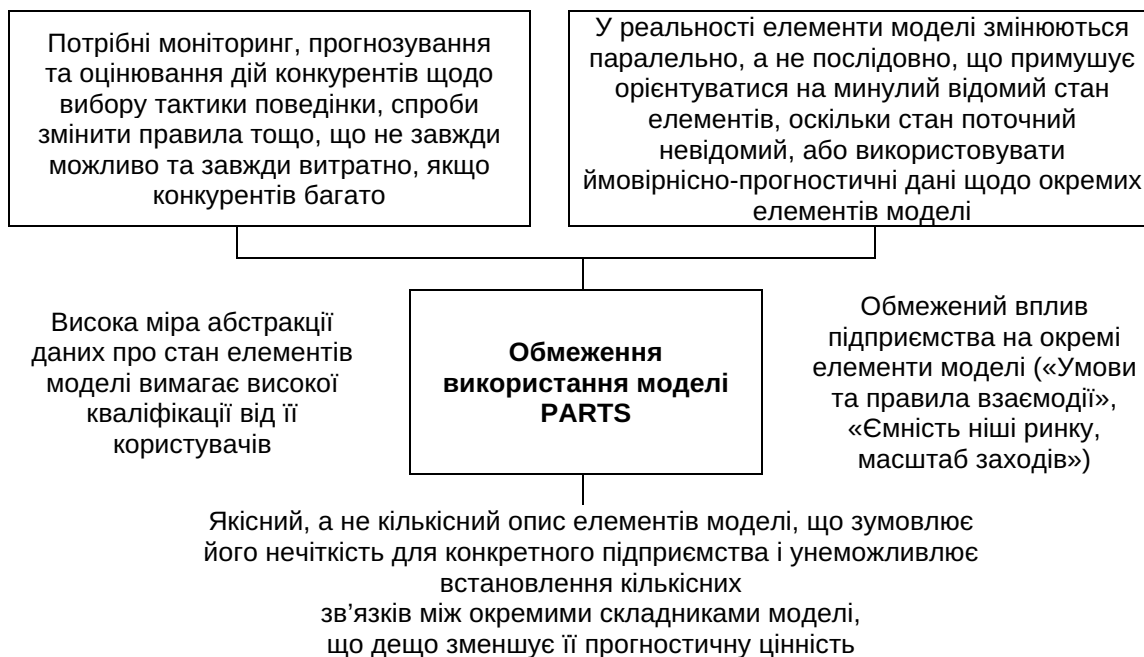 Потрібні моніторинг, прогнозування
та оцінювання дій конкурентів щодо
вибору тактики поведінки, спроби
змінити правила тощо, що не завжди
можливо та завжди витратно, якщо
конкурентів багато
У реальності елементи моделі змінюються
паралельно, а не послідовно, що примушує
орієнтуватися на минулий відомий стан
елементів, оскільки стан поточний
невідомий, або використовувати
ймовірнісно-прогностичні дані щодо окремих
елементів моделі
Висока міра абстракції
даних про стан елементів
моделі вимагає високої
кваліфікації від її
користувачів
Обмеження
використання моделі
PARTS
Обмежений вплив
підприємства на окремі
елементи моделі («Умови
та правила взаємодії»,
«Ємність ніші ринку,
масштаб заходів»)
Якісний, а не кількісний опис елементів моделі, що зумовлює
його нечіткість для конкретного підприємства і унеможливлює
встановлення кількісних
зв’язків між окремими складниками моделі,
що дещо зменшує її прогностичну цінність